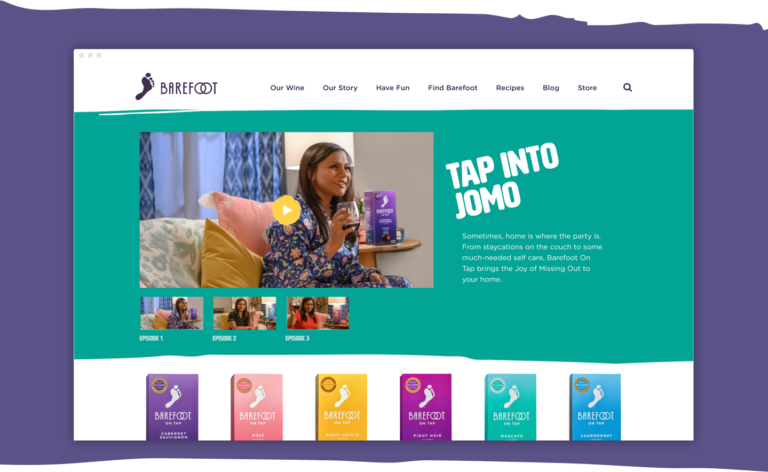 BAREFOOT
Our Wine Our Story Have Fun Find Barefoot Recipes Blog Store
TAP INTO
JOMO
Sometimes, home is where the party is.
From staycations on the couch to some
much-needed self care, Barefoot On
Tap brings the Joy of Missing Out to
your home.
BAREFOOT
EPISODE 1 EPISODE 2 EPISODE 3
BAREFOOT BAREFOOT BAREFOOT BAREFOOT BAREFOOT BAREFOOT
ON TAP ON TAP ON TAP ON TAP ON TAP ON TAP
CABERNET
SAUVIGNON
ROSÉ PINOT GRIGIO PINOT NOIR MOSCATO CHARDONNAY